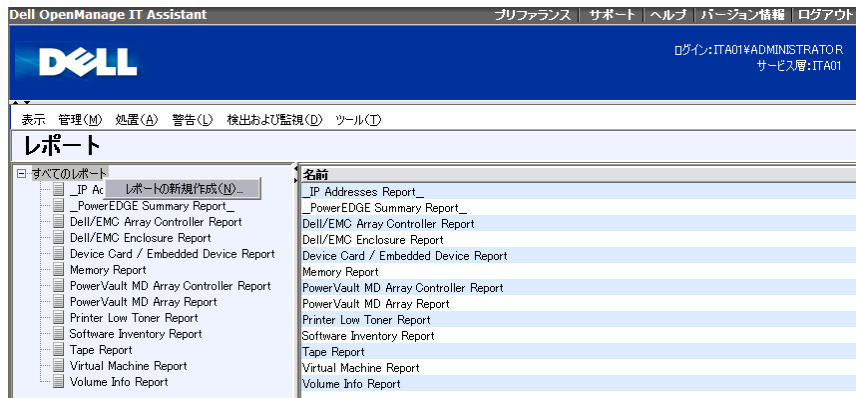 Dell OpenManage IT Assistant
プリファランス サポート ヘルプ バージョン情報 ログアウト
DELL
ログイン:ITA01¥ADMINISTRATOR
サービス層:ITA01
表示 管理(M) 処置(A) 警告(L) 検出および監視(D) ツール(T)
レポート
すべてのレポート
レポートの新規作成(N)...
_IP Ac
_PowerEDGE Summary Report_
Dell/EMC Array Controller Report
Dell/EMC Enclosure Report
Device Card / Embedded Device Report
Memory Report
PowerVault MD Array Controller Report
PowerVault MD Array Report
Printer Low Toner Report
Software Inventory Report
Tape Report
Virtual Machine Report
Volume Info Report
名前
_IP Addresses Report_
_PowerEDGE Summary Report_
Dell/EMC Array Controller Report
Dell/EMC Enclosure Report
Device Card / Embedded Device Report
Memory Report
PowerVault MD Array Controller Report
PowerVault MD Array Report
Printer Low Toner Report
Software Inventory Report
Tape Report
Virtual Machine Report
Volume Info Report